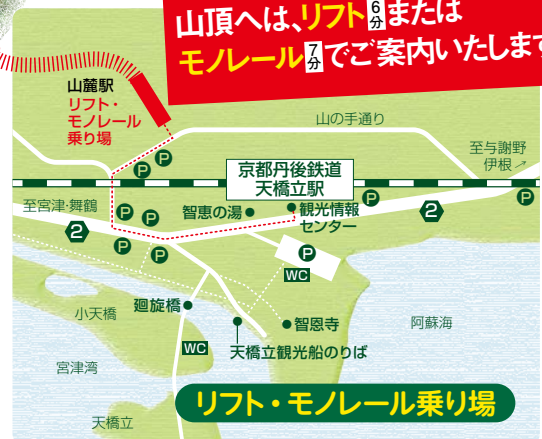 山頂へは、リフト6分または
モノレール7分でご案内いたします
山麓駅
リフト・
モノレール
乗り場
山の手通り
至与謝野
伊根
P
P
京都丹後鉄道
天橋立駅
P
至宮津・舞鶴
P
P
智恵の湯
観光情報
センター
2
2
P
P
P
WC
小天橋
廻旋橋
智恩寺
阿蘇海
WC
天橋立観光船のりば
宮津湾
リフト・モノレール乗り場
天橋立